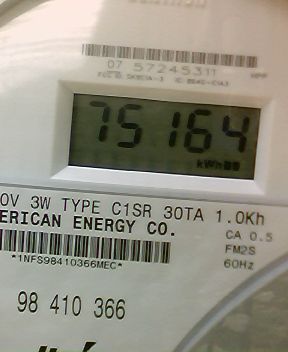 07 57245311
75164
kWh
0V 3W TYPE C1SR 30TA 1.0Kh
ERICAN ENERGY CO.
CA 0.5
FM2S
*1NFS98410366MEC*
60Hz
98 410 366